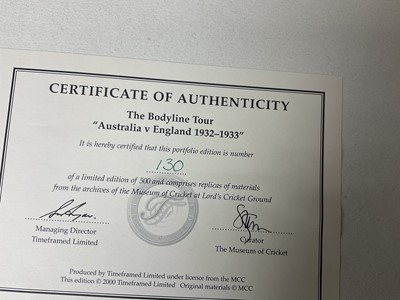 CERTIFICATE OF AUTHENTICITY
The Bodyline Tour
"Australia v England 1932–1933"
It is hereby certified that this portfolio edition is number
130
of a limited edition of 500 and comprises replicas of materials
from the archives of the Museum of Cricket at Lord's Cricket Ground
Managing Director
Timeframed Limited
Curator
The Museum of Cricket
Produced by Timeframed Limited under licence from the MCC
This edition © 2000 Timeframed Limited Original materials © MCC